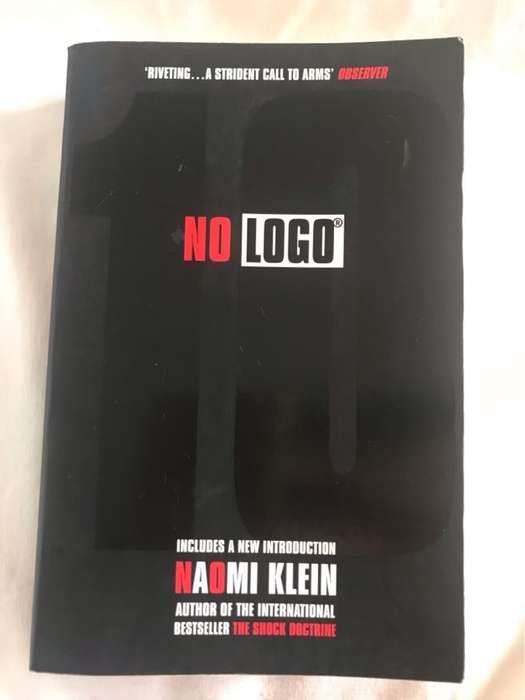 'RIVETING...A STRIDENT CALL TO ARMS' OBSERVER
10
NO LOGO®
INCLUDES A NEW INTRODUCTION
NAOMI KLEIN
AUTHOR OF THE INTERNATIONAL
BESTSELLER THE SHOCK DOCTRINE